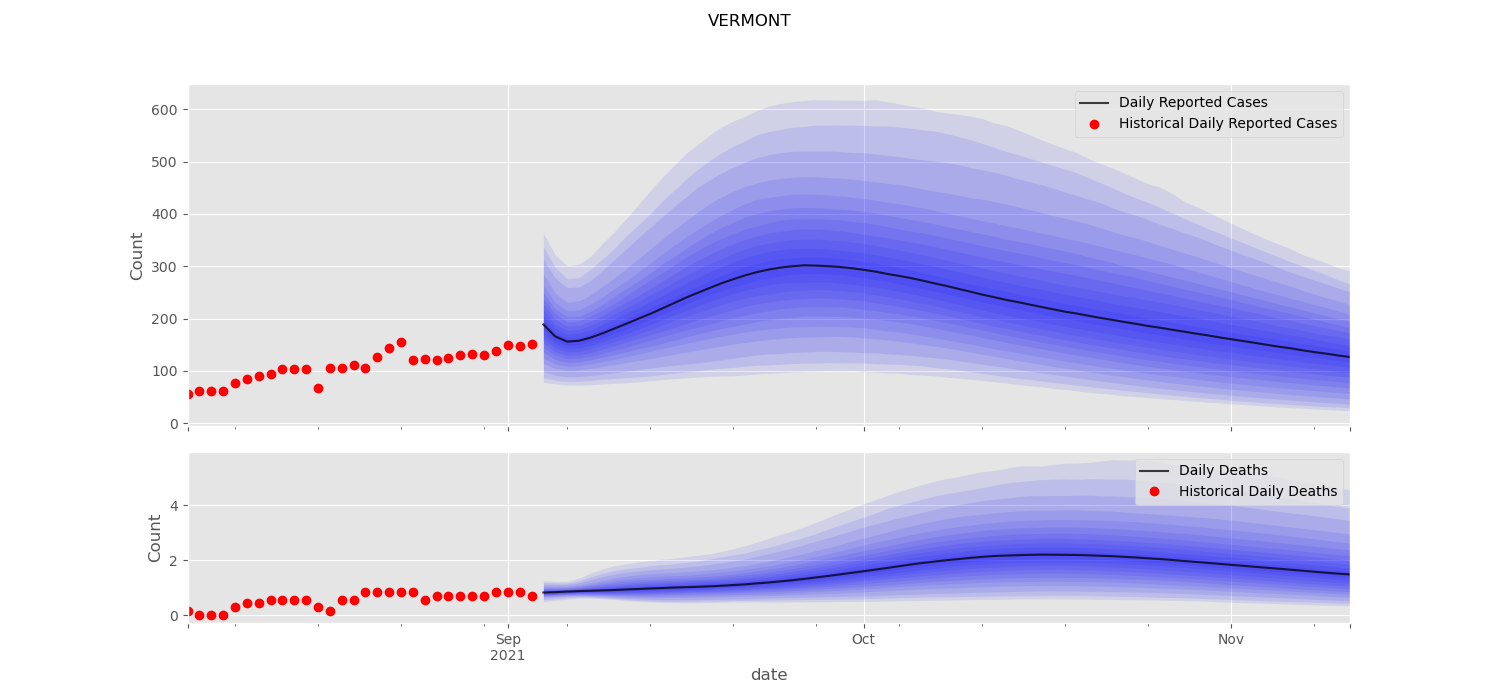 VERMONT
Daily Reported Cases
Historical Daily Reported Cases
600
500
400
300
200
100
0
Count
Daily Deaths
Historical Daily Deaths
4
2
0
Count
Sep
2021
Oct
Nov
date